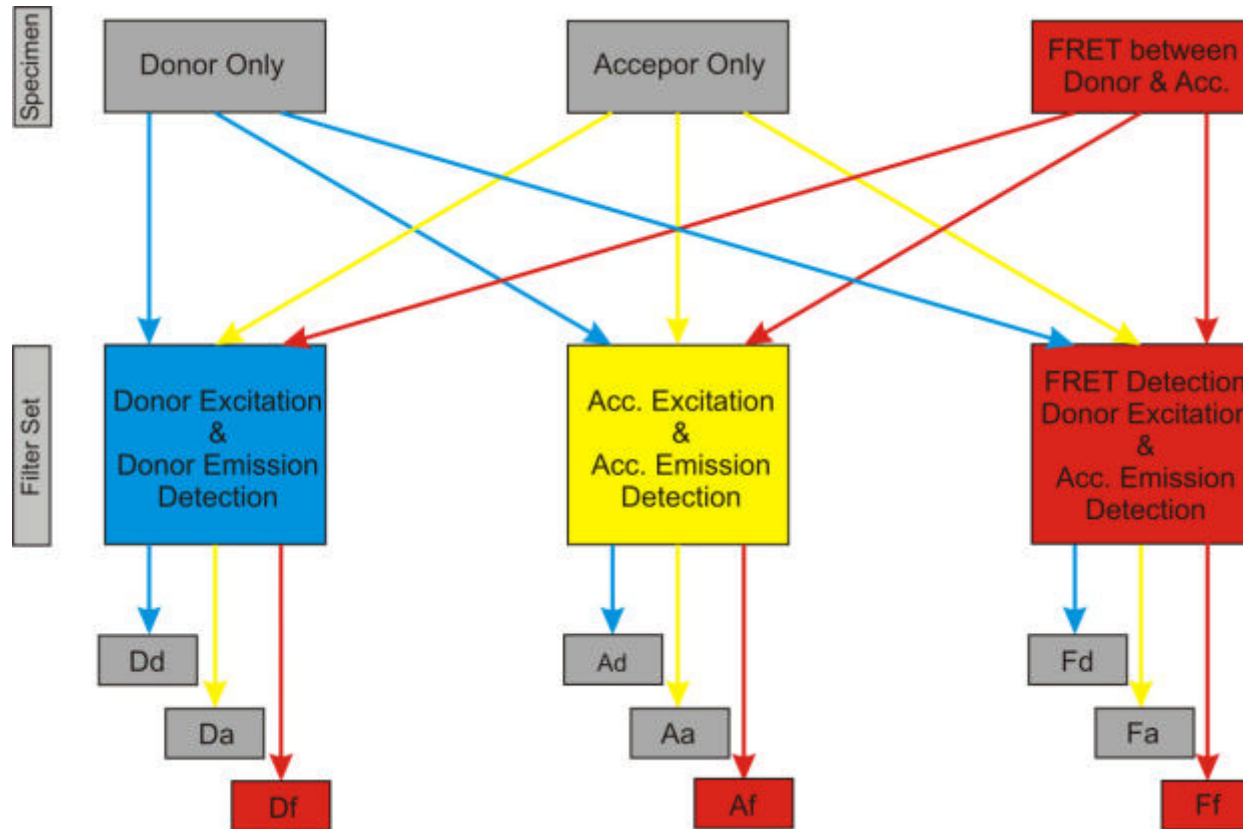 Specimen
Donor Only
Accepor Only
FRET between
Donor & Acc.
Filter Set
Donor Excitation
&
Donor Emission
Detection
Acc. Excitation
&
Acc. Emission
Detection
FRET Detection
Donor Excitation
&
Acc. Emission
Detection
Dd
Ad
Fd
Da
Aa
Fa
Df
Af
Ff